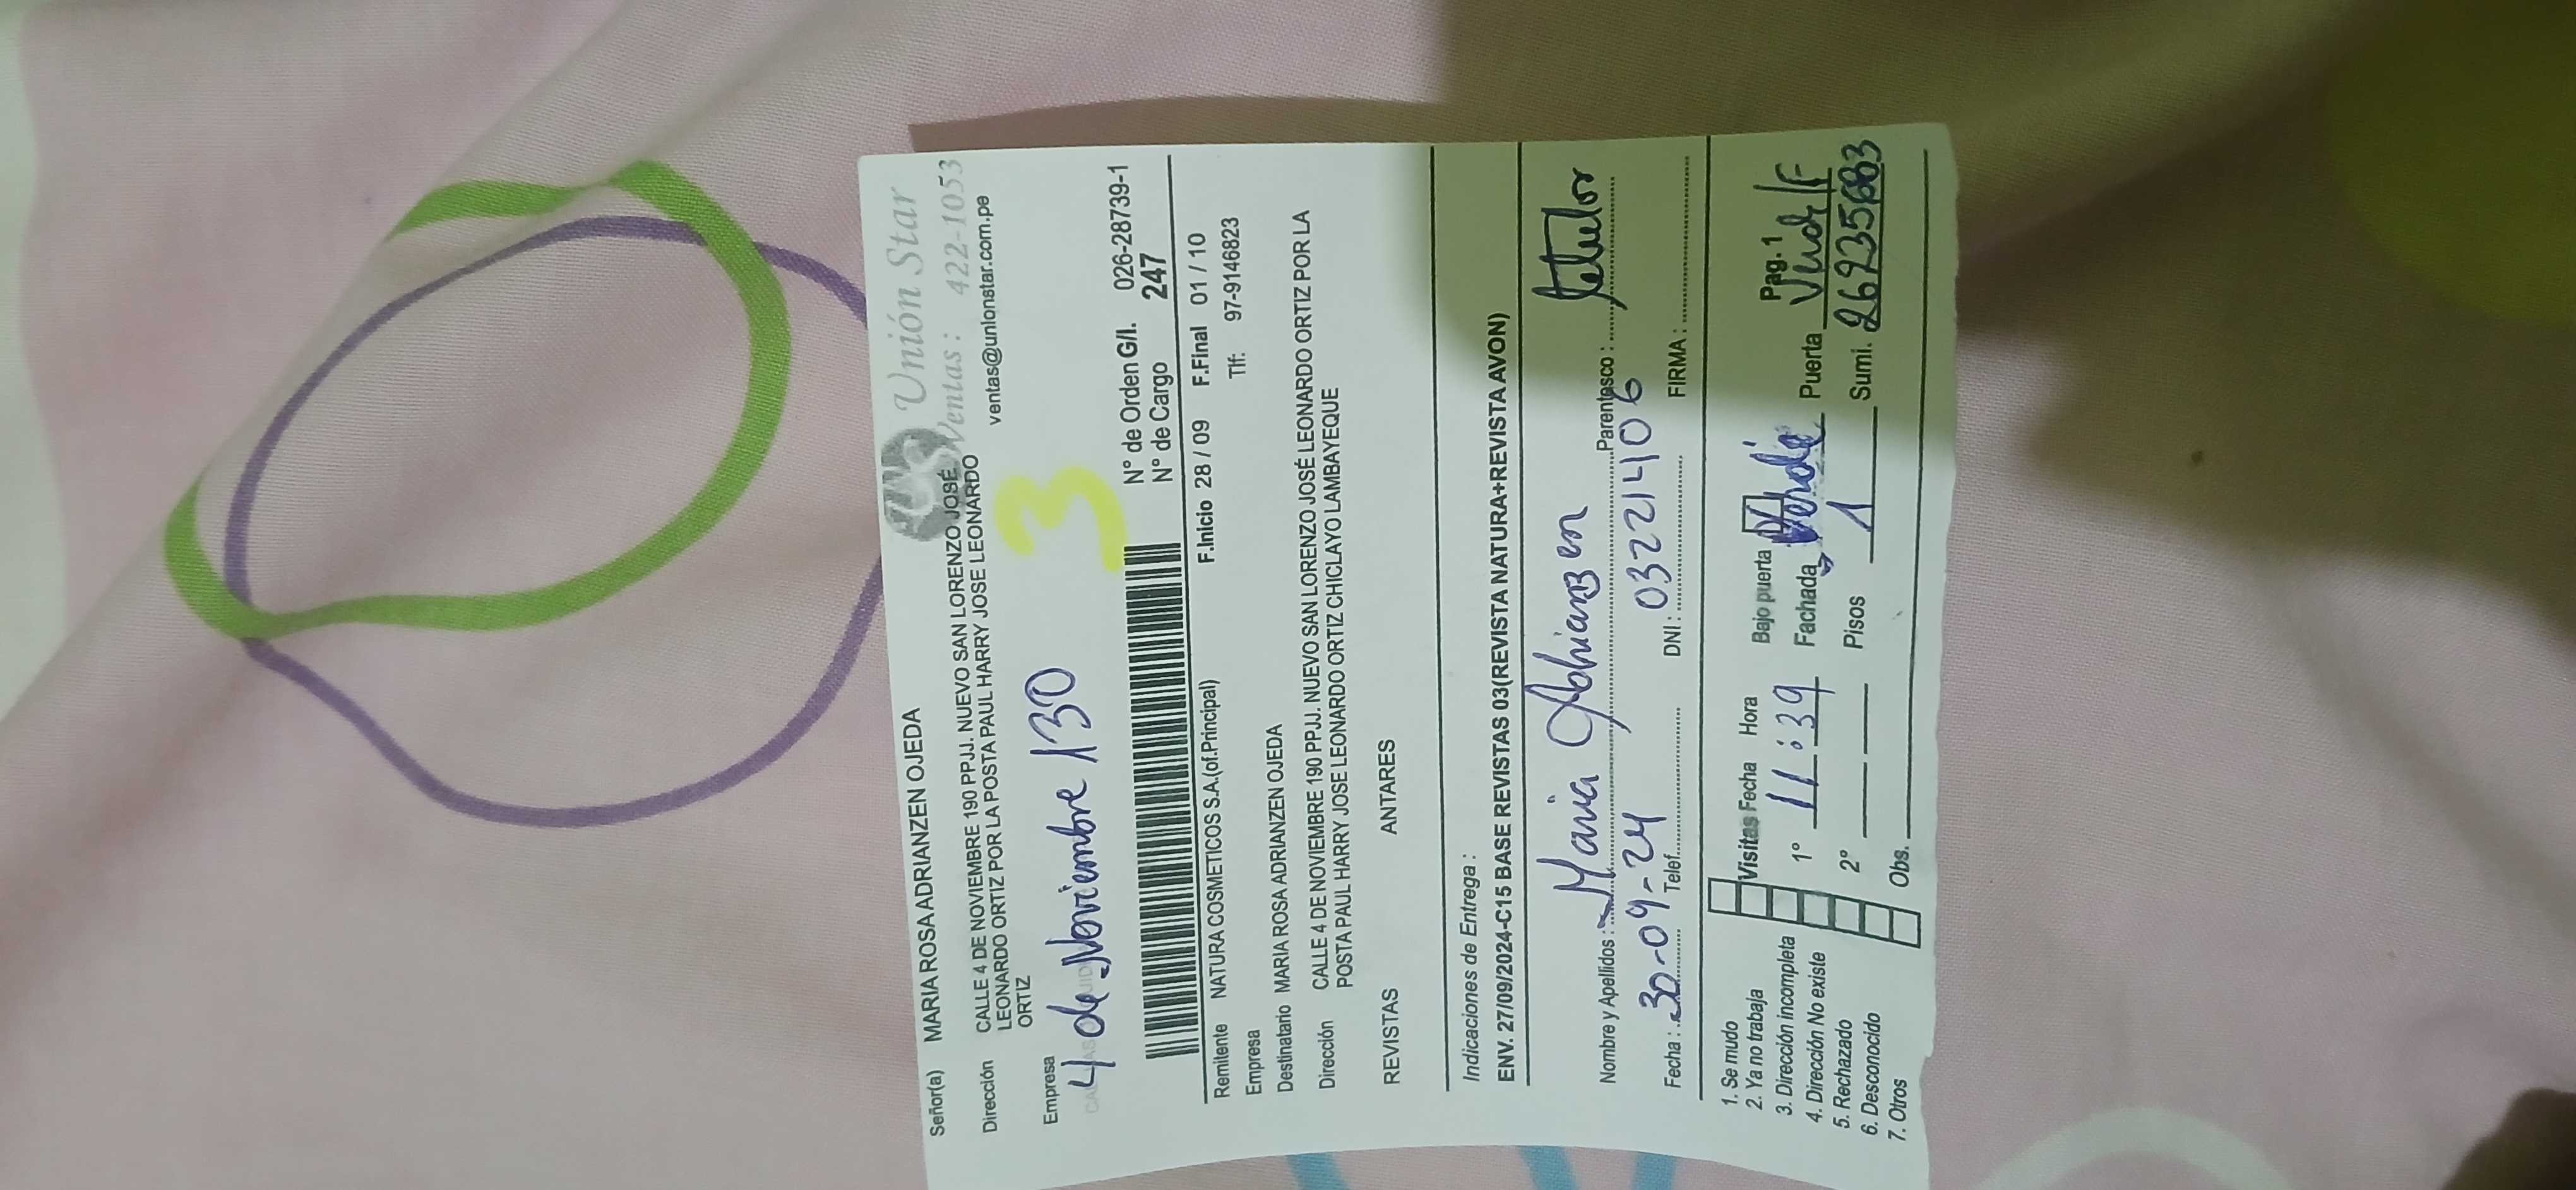 Unión Star
Ventas : 422-1053
ventas@unionstar.com.pe
Señor(a) MARIA ROSA ADRIANZEN OJEDA
Dirección CALLE 4 DE NOVIEMBRE 190 PPJJ. NUEVO SAN LORENZO JOSÉ
LEONARDO ORTIZ POR LA POSTA PAUL HARRY JOSE LEONARDO
ORTIZ
Empresa
4 de Noviembre 130
3
N° de Orden G/I. 026-28739-1
N° de Cargo 247
F.Inicio 28 / 09 F.Final 01 / 10
Remitente NATURA COSMETICOS S.A.(of.Principal)
Tlf: 97-9146823
Empresa
Destinatario MARIA ROSA ADRIANZEN OJEDA
Dirección CALLE 4 DE NOVIEMBRE 190 PPJJ. NUEVO SAN LORENZO JOSÉ LEONARDO ORTIZ POR LA
POSTA PAUL HARRY JOSE LEONARDO ORTIZ CHICLAYO LAMBAYEQUE
REVISTAS ANTARES
Indicaciones de Entrega :
ENV. 27/09/2024-C15 BASE REVISTAS 03(REVISTA NATURA+REVISTA AVON)
Nombre y Apellidos : Maria Adrianzen Parentesco : titular
Fecha : 30-09-24 Telef. DNI : 03221406 FIRMA :
1. Se mudo
2. Ya no trabaja
3. Dirección incompleta
4. Dirección No existe
5. Rechazado
6. Desconocido
7. Otros
Visitas Fecha Hora Bajo puerta Pag. 1
1° 11:39 Fachada Verde Puerta
2° Pisos 1 Sumi.
Obs.